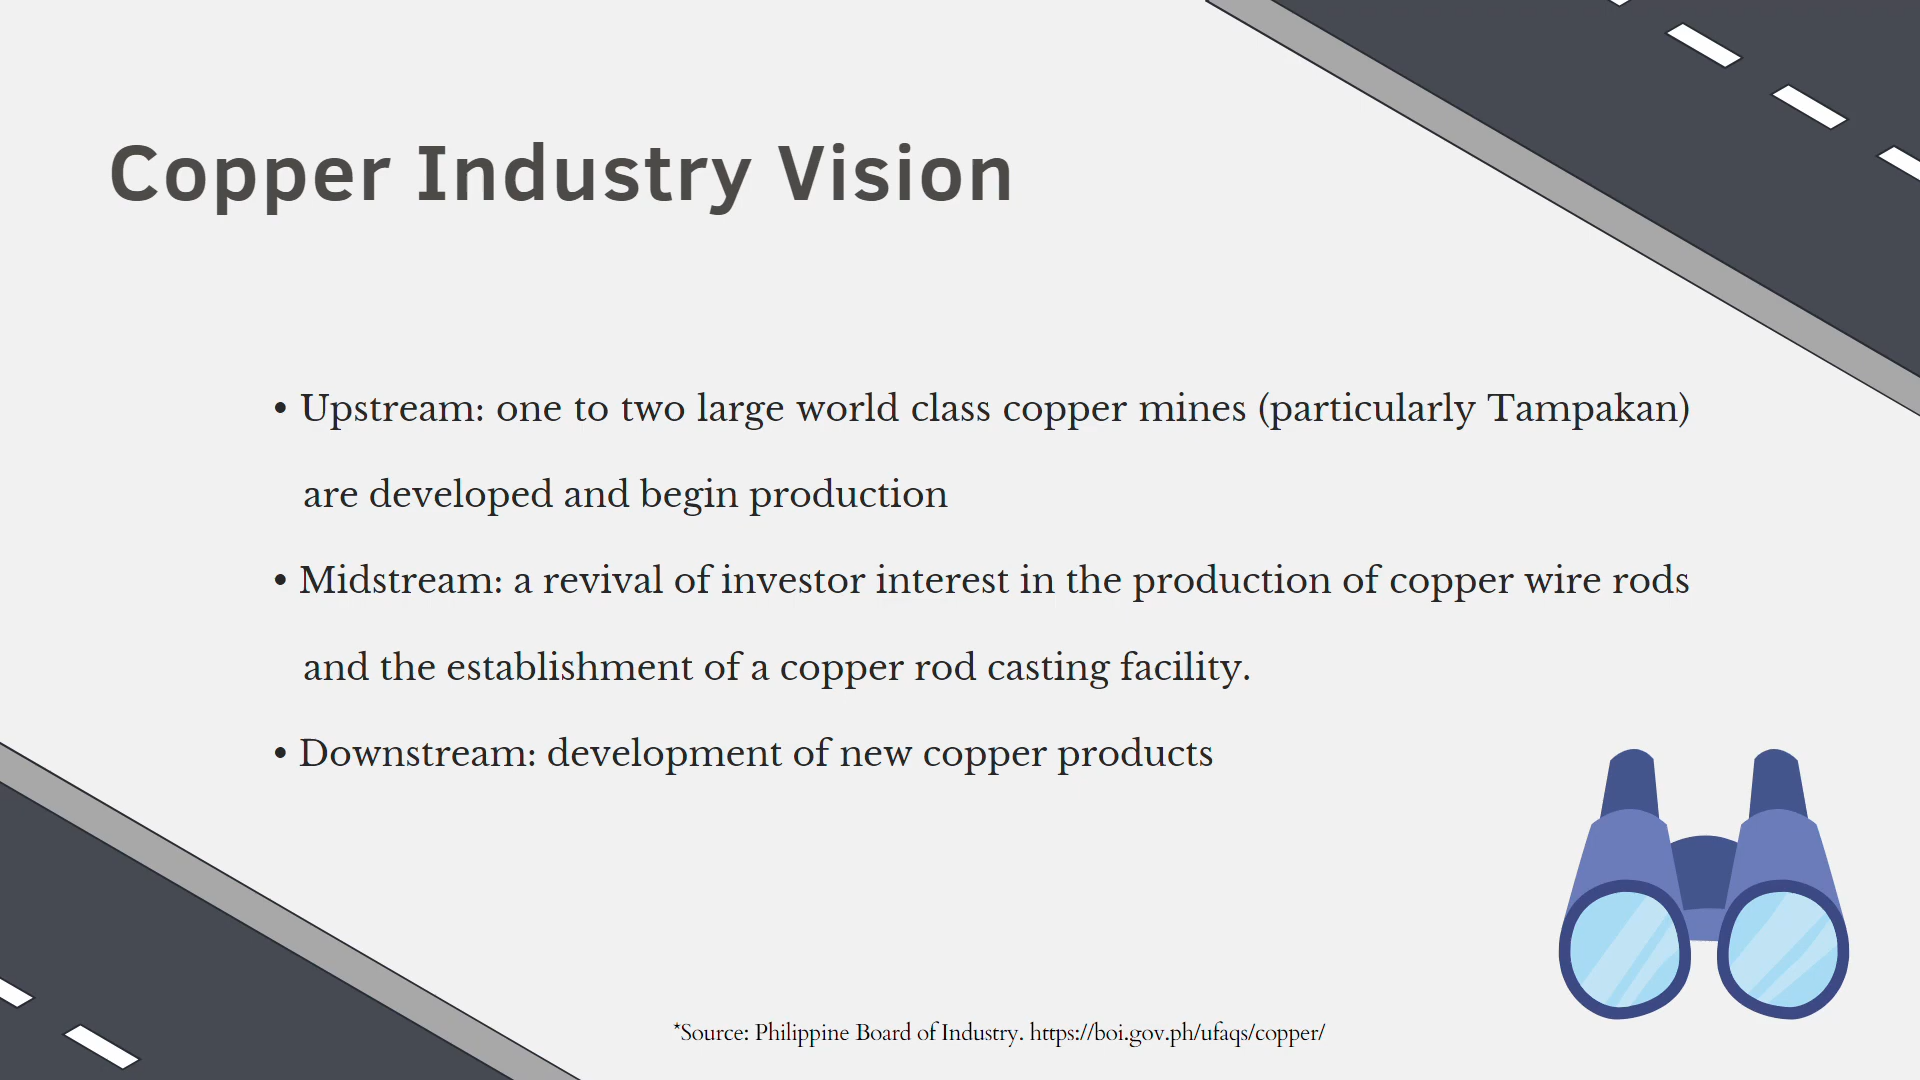 Copper Industry Vision
• Upstream: one to two large world class copper mines (particularly Tampakan)
are developed and begin production
• Midstream: a revival of investor interest in the production of copper wire rods
and the establishment of a copper rod casting facility.
• Downstream: development of new copper products
*Source: Philippine Board of Industry. https://boi.gov.ph/ufaqs/copper/